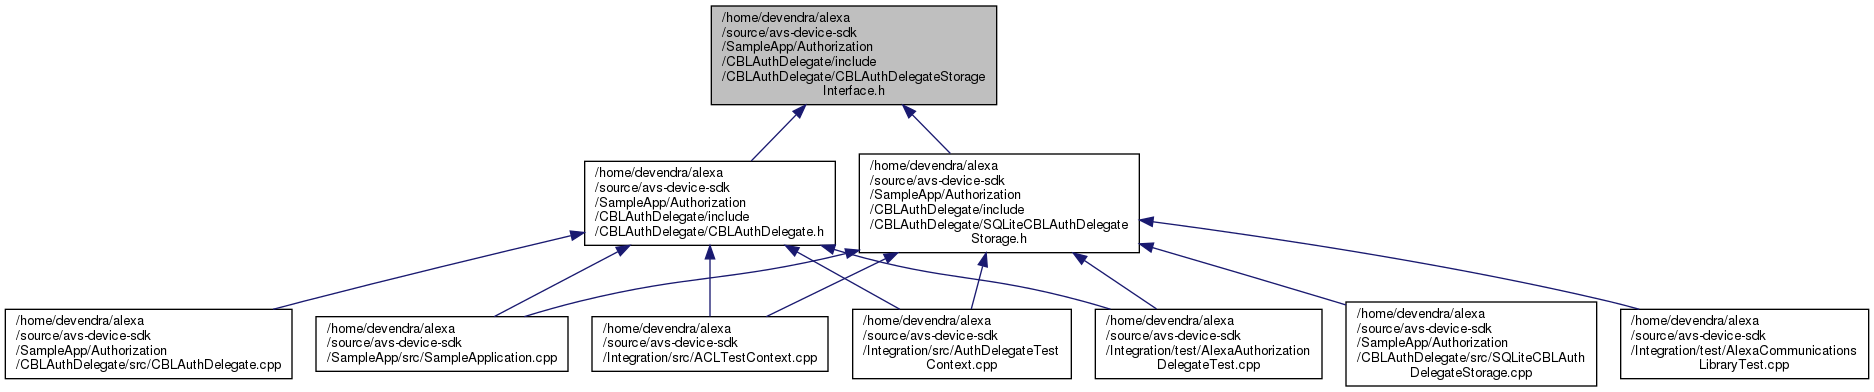 /home/devendra/alexa
/source/avs-device-sdk
/SampleApp/Authorization
/CBLAuthDelegate/include
/CBLAuthDelegate/CBLAuthDelegateStorage
Interface.h
/home/devendra/alexa
/source/avs-device-sdk
/SampleApp/Authorization
/CBLAuthDelegate/include
/CBLAuthDelegate/CBLAuthDelegate.h
/home/devendra/alexa
/source/avs-device-sdk
/SampleApp/Authorization
/CBLAuthDelegate/include
/CBLAuthDelegate/SQLiteCBLAuthDelegate
Storage.h
/home/devendra/alexa
/source/avs-device-sdk
/SampleApp/Authorization
/CBLAuthDelegate/src/CBLAuthDelegate.cpp
/home/devendra/alexa
/source/avs-device-sdk
/SampleApp/src/SampleApplication.cpp
/home/devendra/alexa
/source/avs-device-sdk
/Integration/src/ACLTestContext.cpp
/home/devendra/alexa
/source/avs-device-sdk
/Integration/src/AuthDelegateTest
Context.cpp
/home/devendra/alexa
/source/avs-device-sdk
/Integration/test/AlexaAuthorization
DelegateTest.cpp
/home/devendra/alexa
/source/avs-device-sdk
/SampleApp/Authorization
/CBLAuthDelegate/src/SQLiteCBLAuth
DelegateStorage.cpp
/home/devendra/alexa
/source/avs-device-sdk
/Integration/test/AlexaCommunications
LibraryTest.cpp